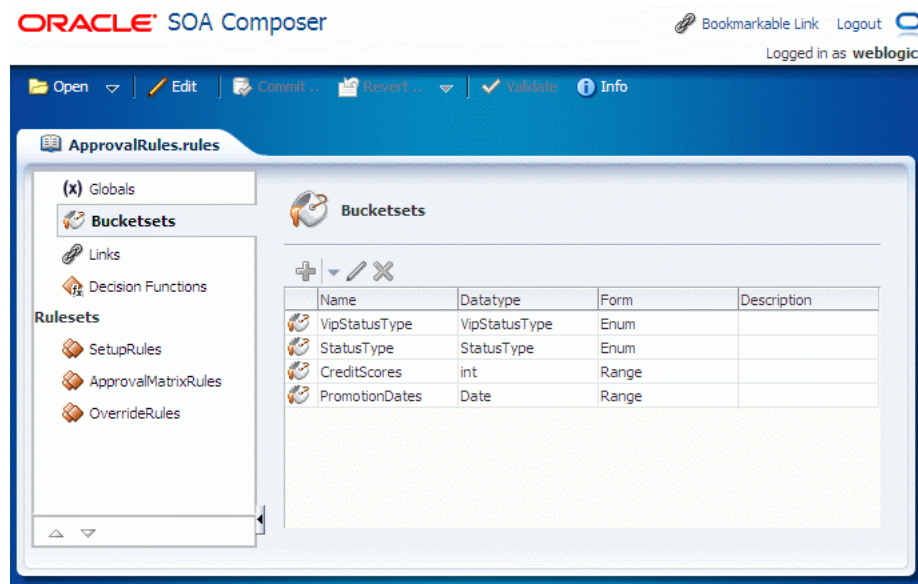 ORACLE SOA Composer
Bookmarkable Link Logout
Logged in as weblogic
Open Edit Commit .. Revert .. Validate Info
ApprovalRules.rules
(x) Globals
Bucketsets
Links
Decision Functions
Rulesets
SetupRules
ApprovalMatrixRules
OverrideRules
Bucketsets
Name Datatype Form Description
VipStatusType VipStatusType Enum
StatusType StatusType Enum
CreditScores int Range
PromotionDates Date Range